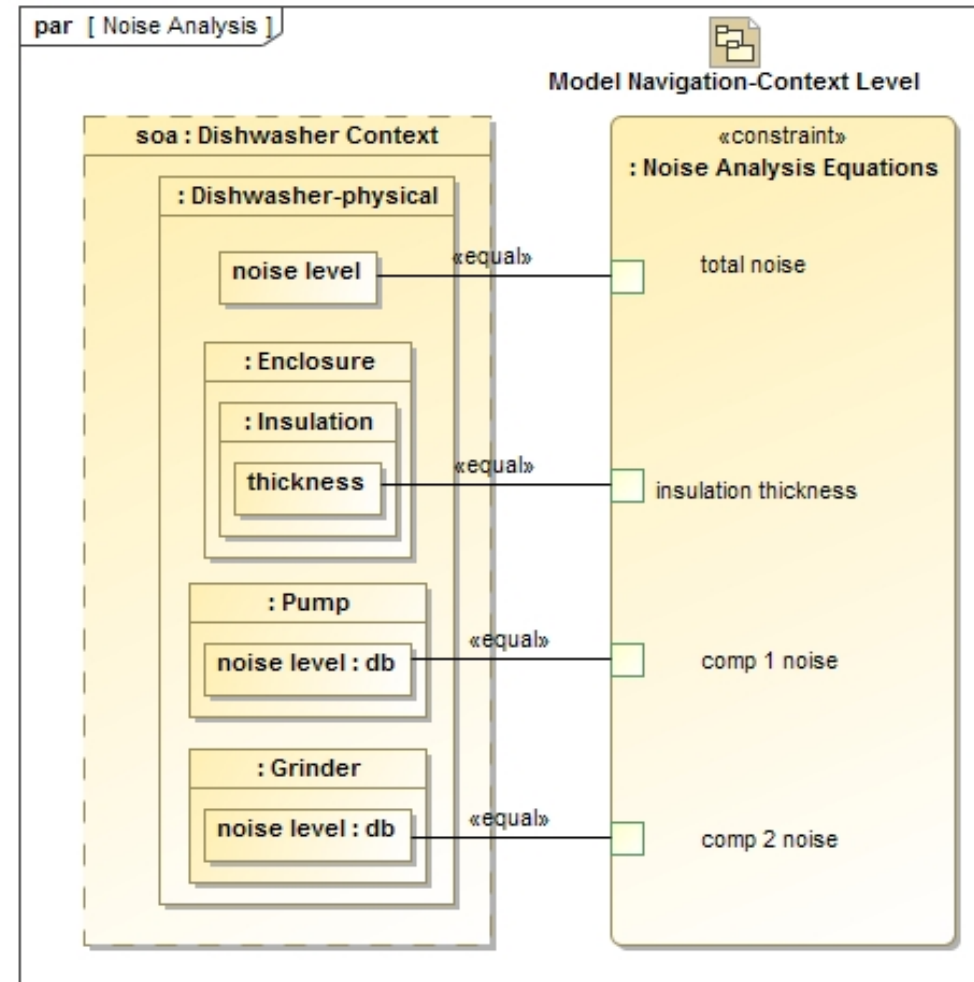 par [ Noise Analysis ]
Model Navigation-Context Level
soa : Dishwasher Context
: Dishwasher-physical
noise level
: Enclosure
: Insulation
thickness
: Pump
noise level : db
: Grinder
noise level : db
«equal»
«equal»
«equal»
«equal»
«constraint»
: Noise Analysis Equations
total noise
insulation thickness
comp 1 noise
comp 2 noise